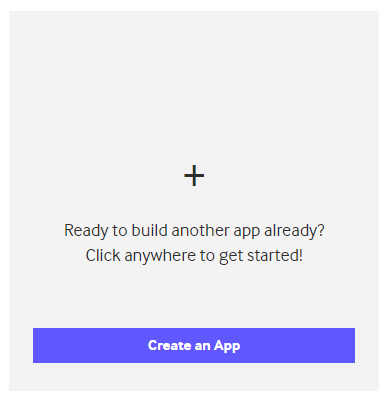 +
Ready to build another app already?
Click anywhere to get started!
Create an App